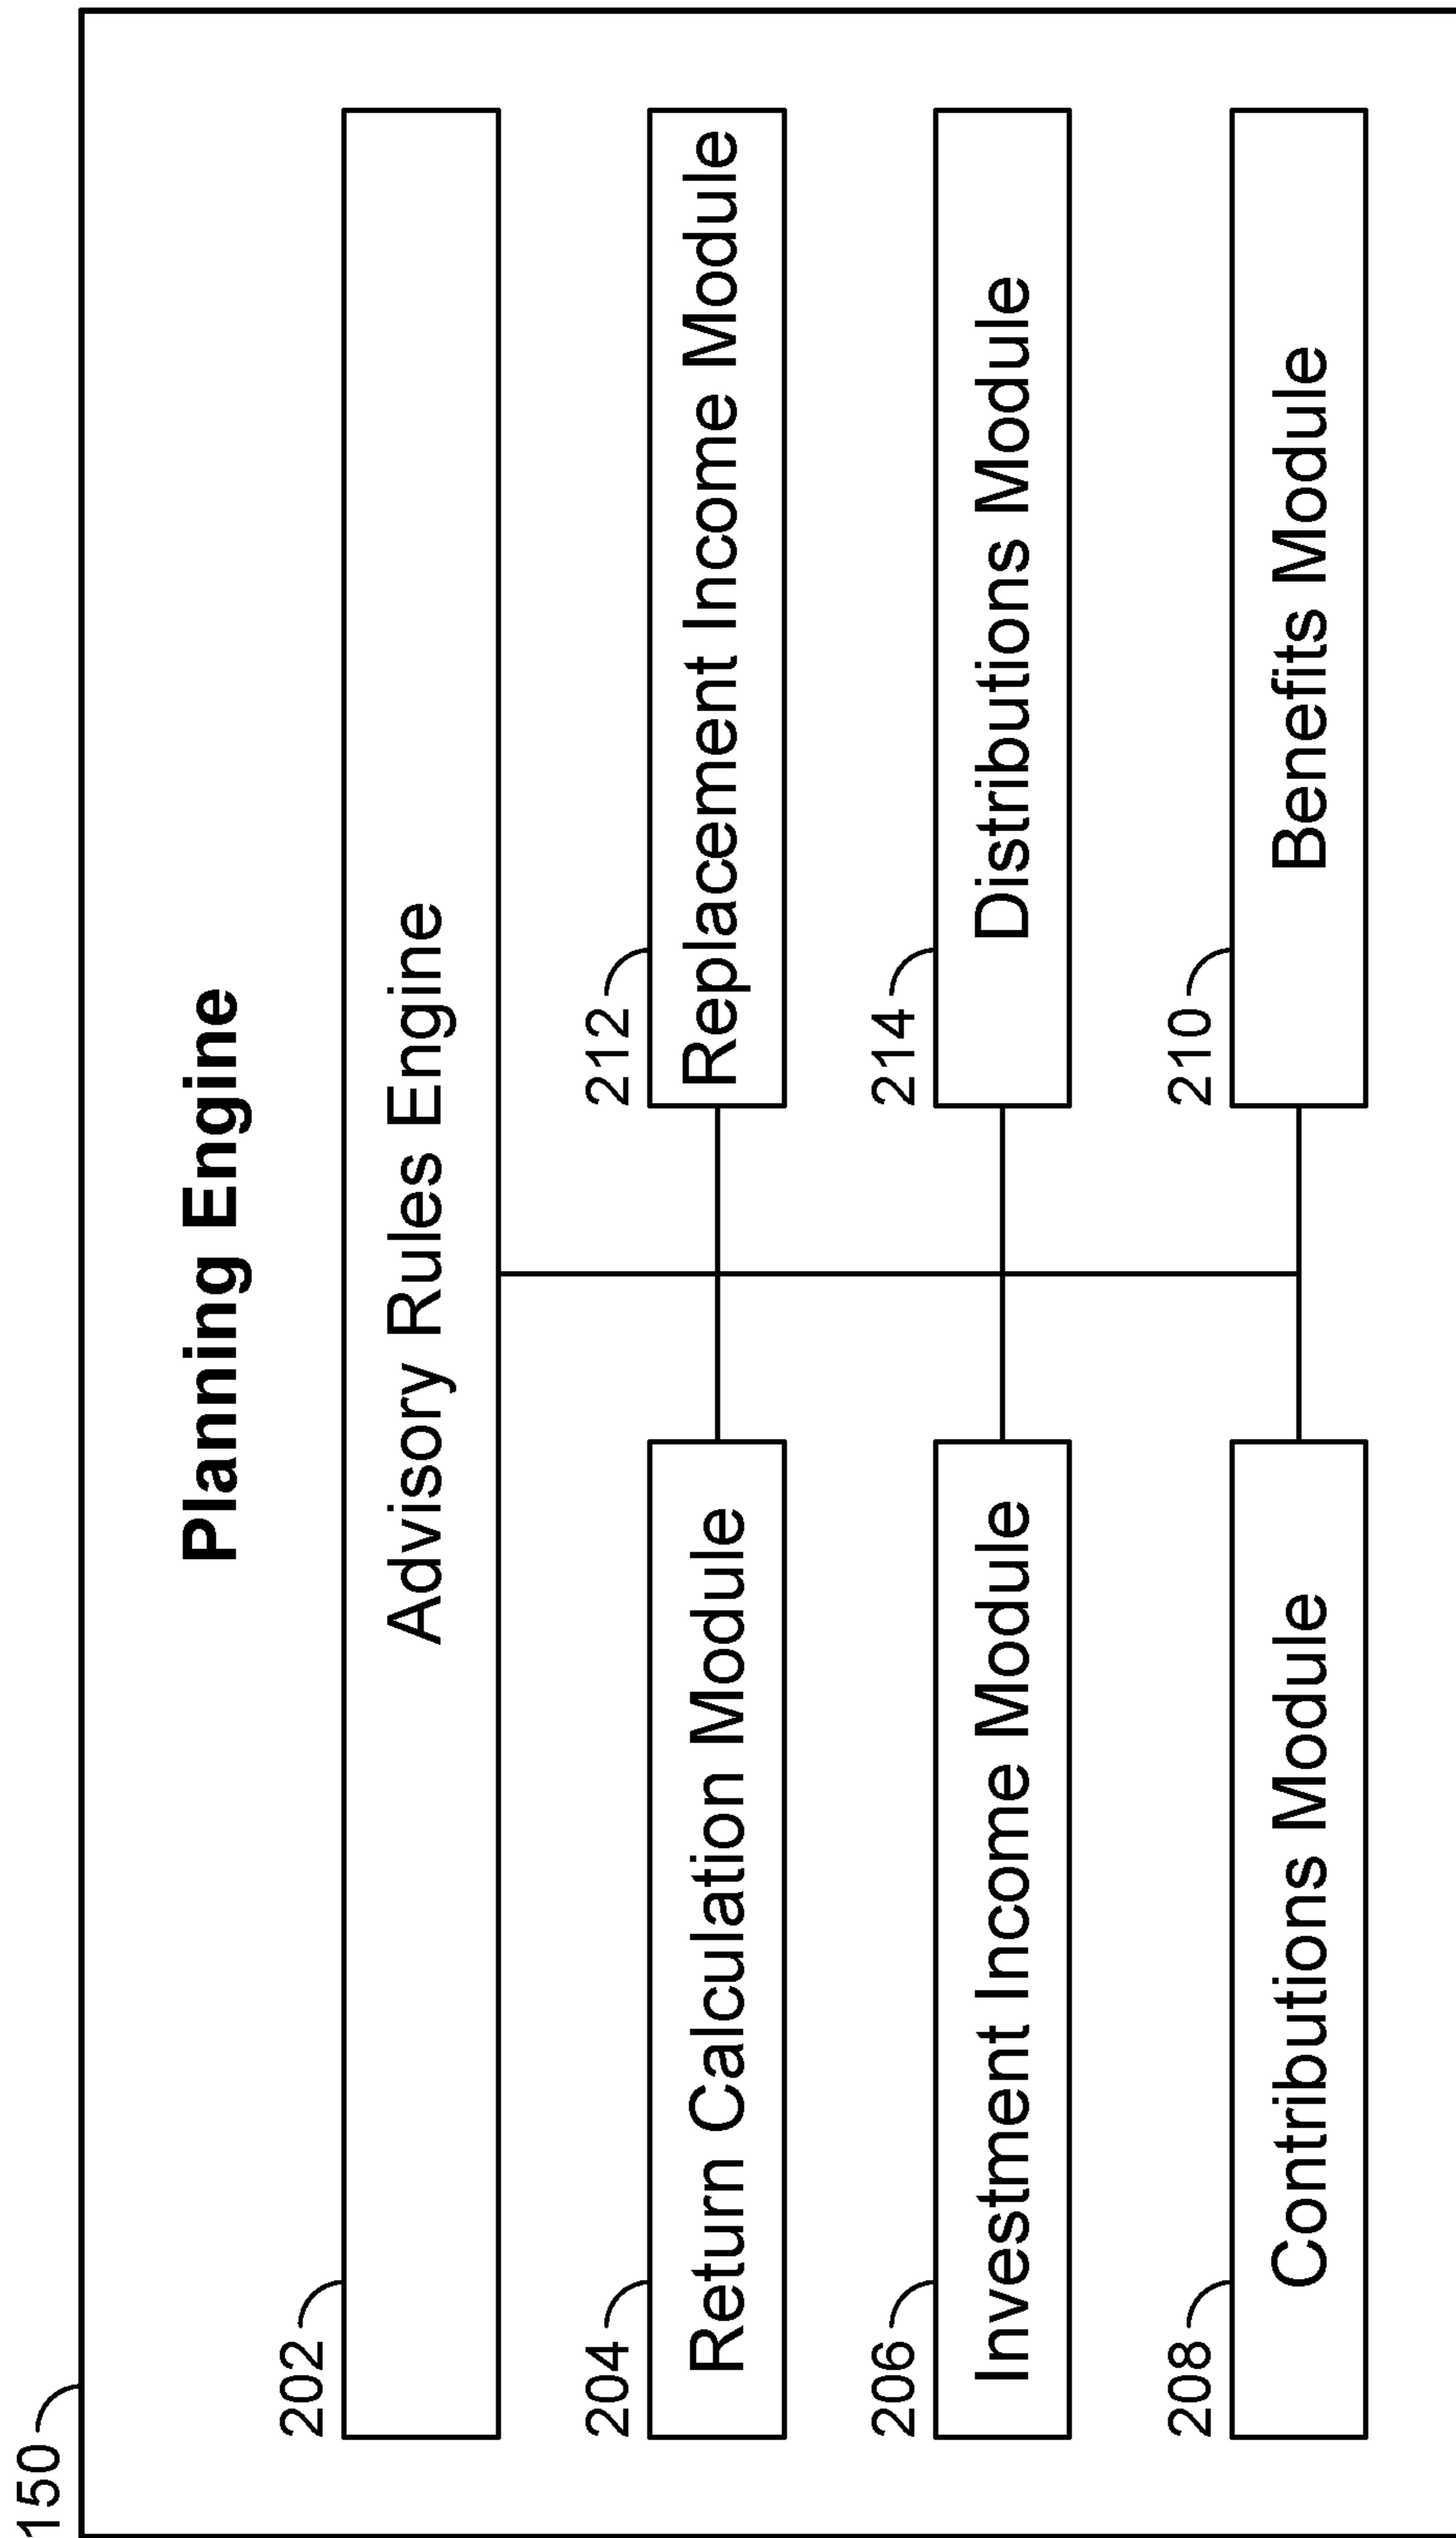 150
Planning Engine
202
Advisory Rules Engine
204
Return Calculation Module
212
Replacement Income Module
206
Investment Income Module
214
Distributions Module
208
Contributions Module
210
Benefits Module